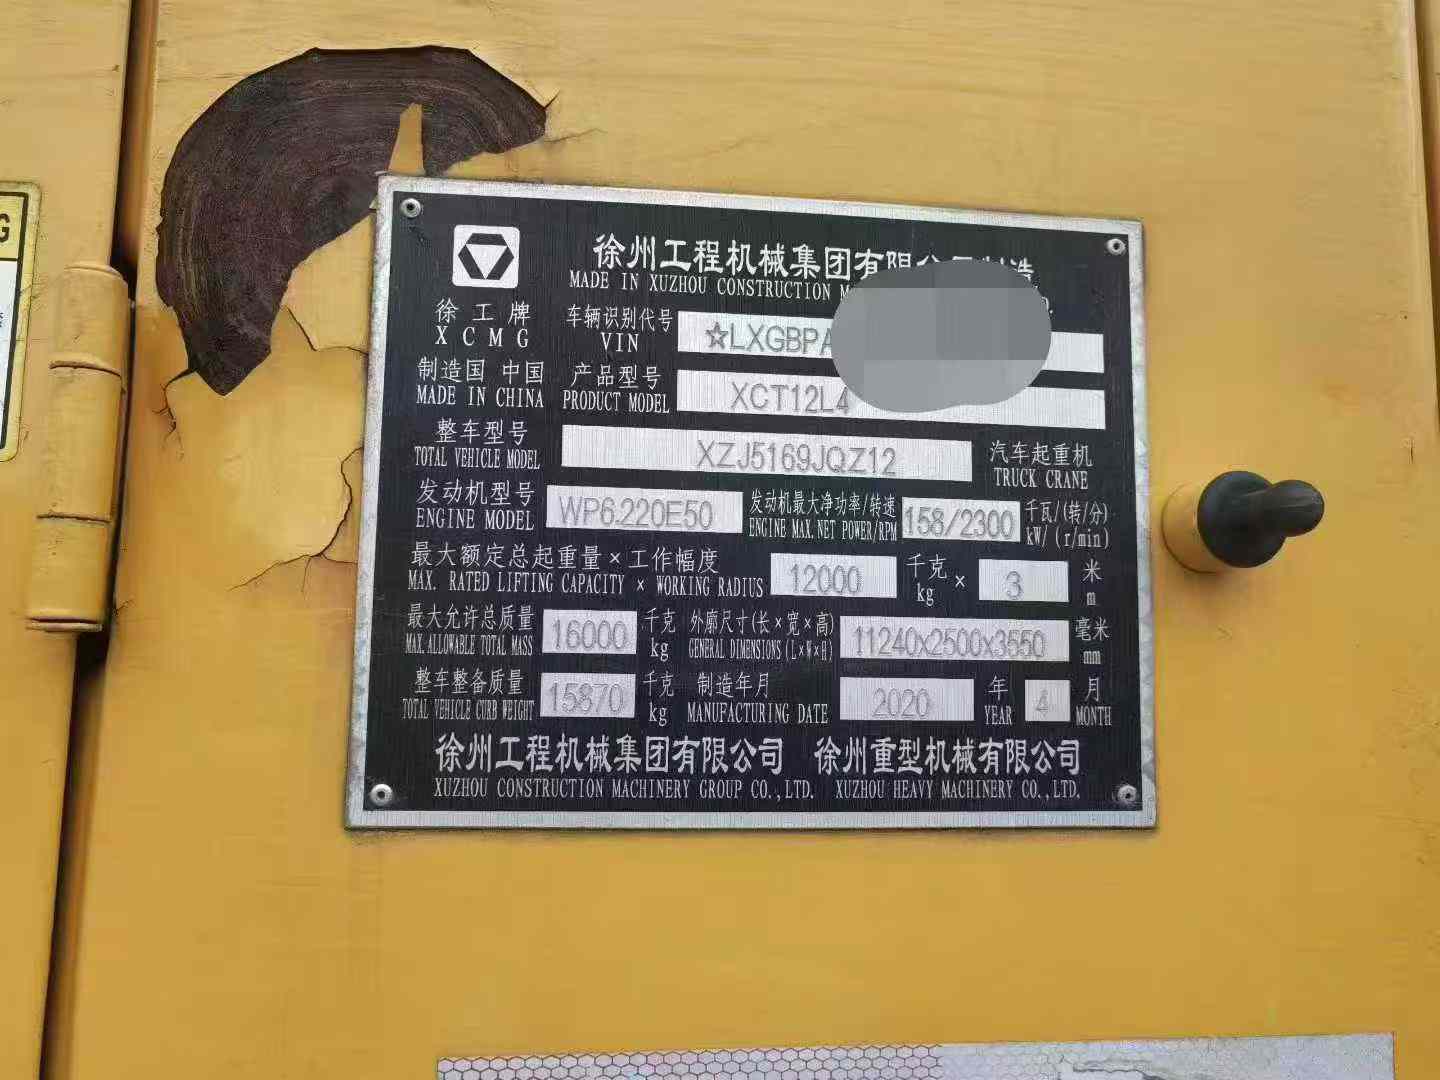 徐州工程机械集团有限公司制造
MADE IN XUZHOU CONSTRUCTION
徐工牌
XCMG
车辆识别代号
VIN
☆LXGBPA
制造国 中国
MADE IN CHINA
产品型号
PRODUCT MODEL
XCT12L4
整车型号
TOTAL VEHICLE MODEL
XZJ5169JQZ12
汽车起重机
TRUCK CRANE
发动机型号
ENGINE MODEL
WP6.220E50
发动机最大净功率/转速
ENGINE MAX. NET POWER/RPM
158/2300
千瓦/(转/分)
kW/(r/min)
最大额定总起重量×工作幅度
MAX. RATED LIFTING CAPACITY × WORKING RADIUS
12000
千克
kg
×
3
米
m
最大允许总质量
MAX. ALLOWABLE TOTAL MASS
16000
千克
kg
外廓尺寸(长×宽×高)
GENERAL DIMENSIONS(L×W×H)
11240x2500x3550
毫米
mm
整车整备质量
TOTAL VEHICLE CURB WEIGHT
15870
千克
kg
制造年月
MANUFACTURING DATE
2020
年
YEAR
4
月
MONTH
徐州工程机械集团有限公司 徐州重型机械有限公司
XUZHOU CONSTRUCTION MACHINERY GROUP CO.,LTD. XUZHOU HEAVY MACHINERY CO.,LTD.